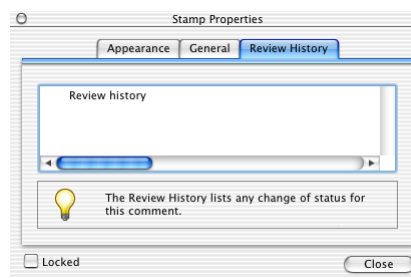 Stamp Properties
Appearance General Review History
Review history
The Review History lists any change of status for
this comment.
Locked Close